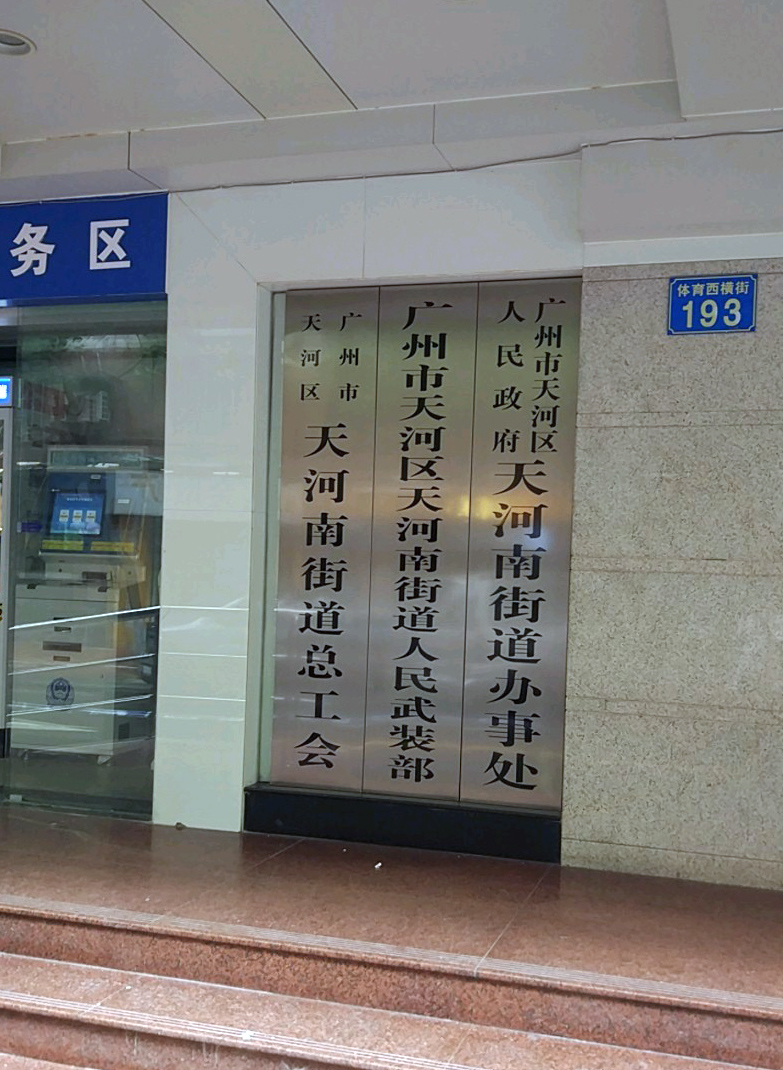 务区
体育西横街
193
广州市天河区
人民政府
天河南街道办事处
广州市天河区天河南街道人民武装部
广州市
天河区
天河南街道总工会